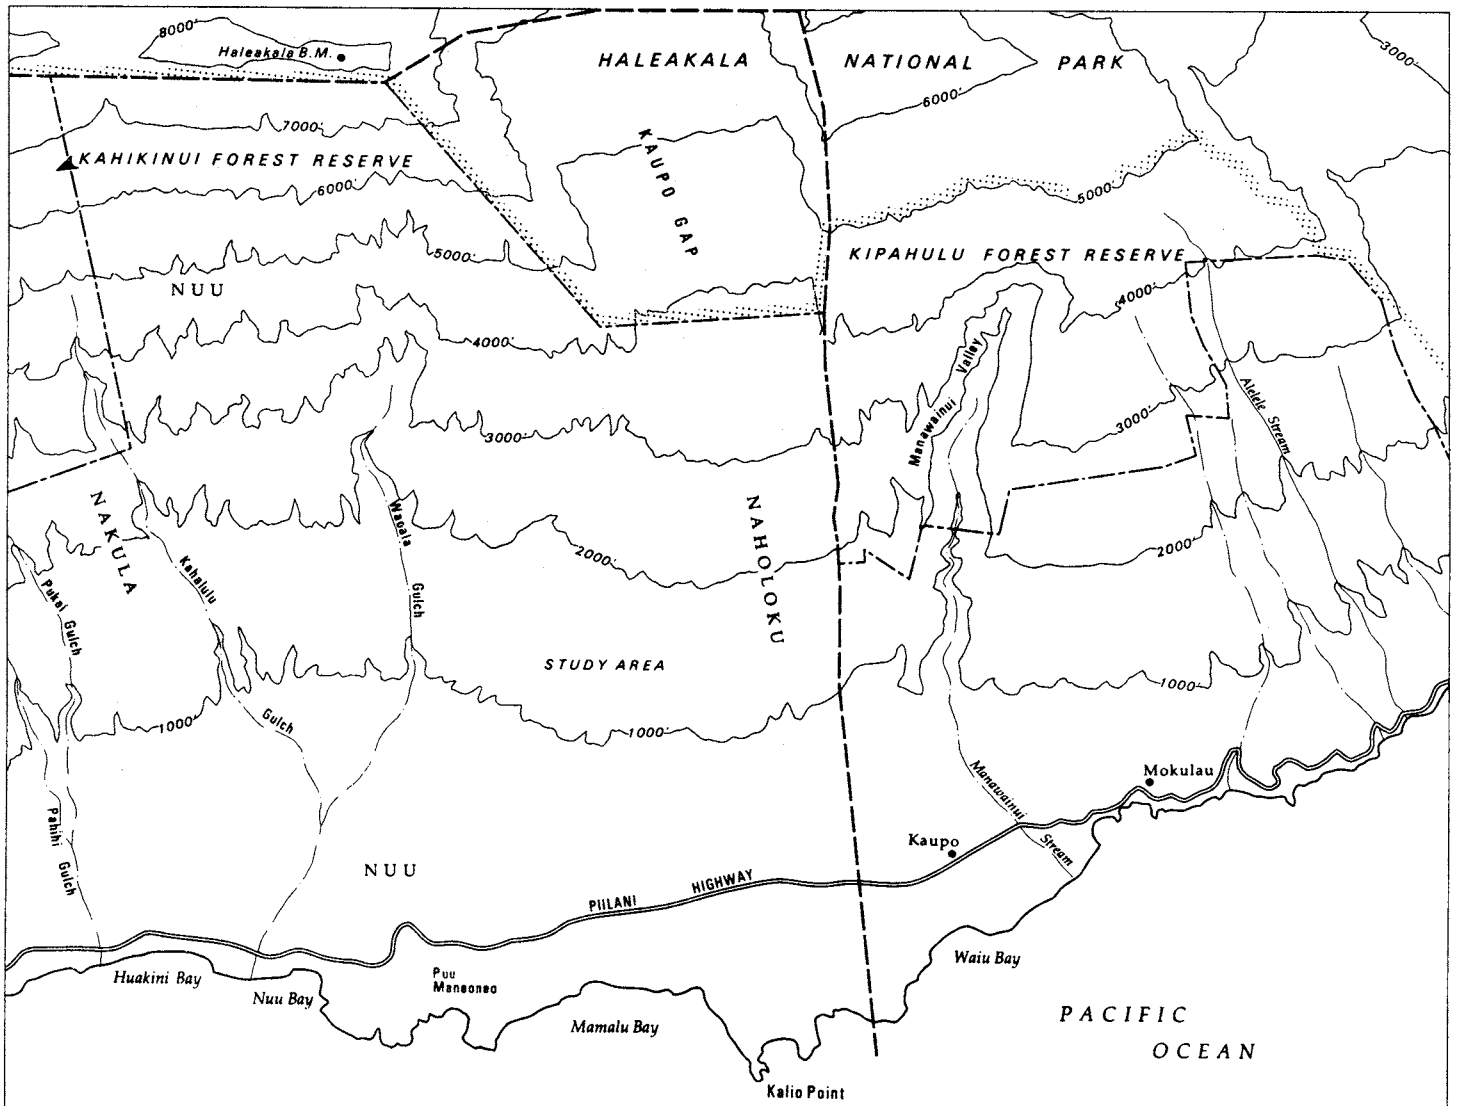 8000'
Haleakala B.M.
HALEAKALA NATIONAL PARK
3000'
6000'
7000'
KAHIKINUI FOREST RESERVE
KAUPO GAP
6000'
5000'
5000'
KIPAHULU FOREST RESERVE
NUU
4000'
4000'
Manawainui Valley
Alelele Stream
3000'
3000'
NAKULA
Waoala Gulch
NAHOLOKU
2000'
2000'
Pukai Gulch
Kahalulu Gulch
STUDY AREA
1000'
1000'
1000'
Mokulau
Manawainui Stream
Kaupo
Pahihi Gulch
NUU
PIILANI HIGHWAY
Huakini Bay
Nuu Bay
Puu
Maneoneo
Waiu Bay
Mamalu Bay
PACIFIC
OCEAN
Kalio Point